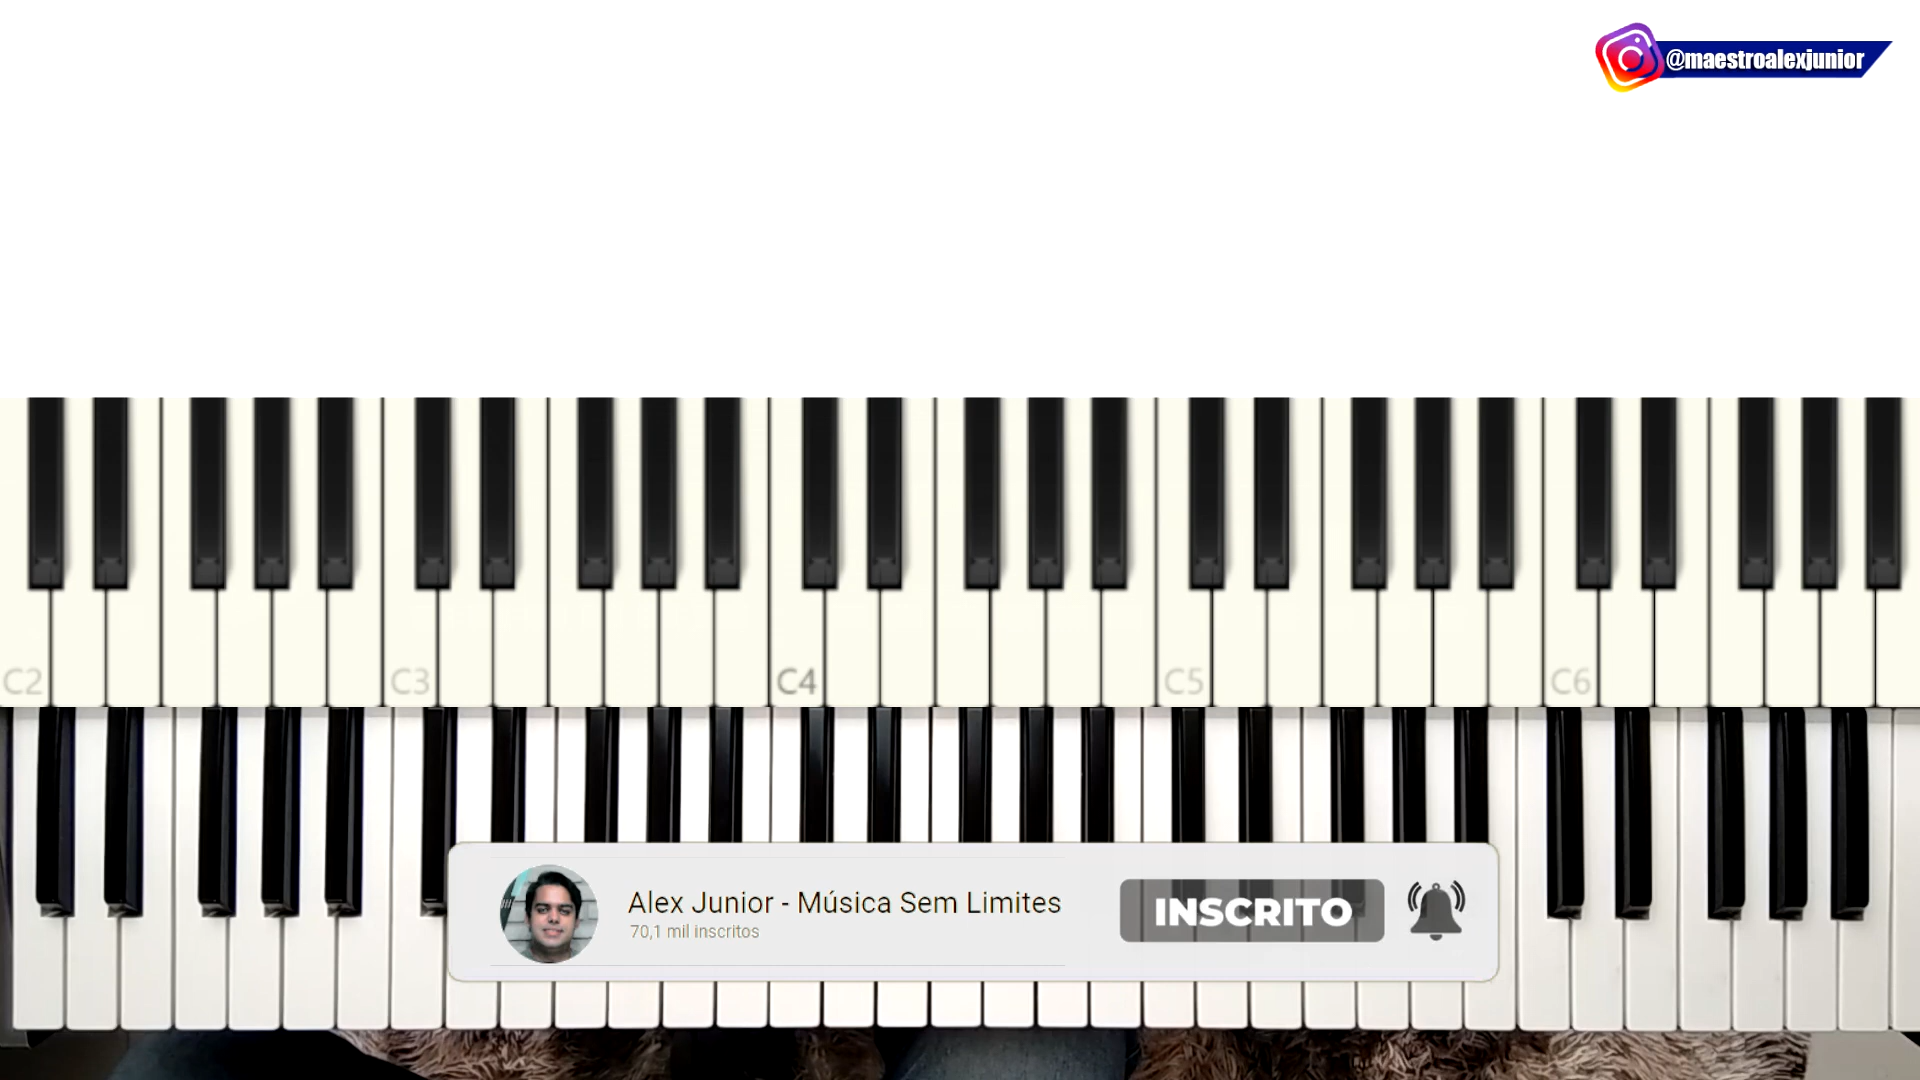 @maestroalexjunior
C2
C3
C4
C5
C6
Alex Junior - Música Sem Limites
70,1 mil inscritos
INSCRITO